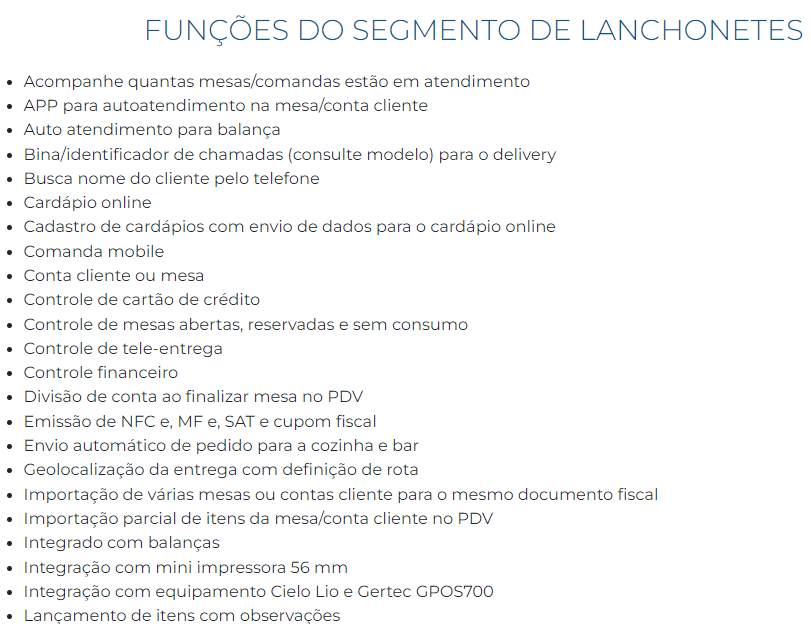 FUNÇÕES DO SEGMENTO DE LANCHONETES
• Acompanhe quantas mesas/comandas estão em atendimento
• APP para autoatendimento na mesa/conta cliente
• Auto atendimento para balança
• Bina/identificador de chamadas (consulte modelo) para o delivery
• Busca nome do cliente pelo telefone
• Cardápio online
• Cadastro de cardápios com envio de dados para o cardápio online
• Comanda mobile
• Conta cliente ou mesa
• Controle de cartão de crédito
• Controle de mesas abertas, reservadas e sem consumo
• Controle de tele-entrega
• Controle financeiro
• Divisão de conta ao finalizar mesa no PDV
• Emissão de NFC e, MF e, SAT e cupom fiscal
• Envio automático de pedido para a cozinha e bar
• Geolocalização da entrega com definição de rota
• Importação de várias mesas ou contas cliente para o mesmo documento fiscal
• Importação parcial de itens da mesa/conta cliente no PDV
• Integrado com balanças
• Integração com mini impressora 56 mm
• Integração com equipamento Cielo Lio e Gertec GPOS700
• Lançamento de itens com observações